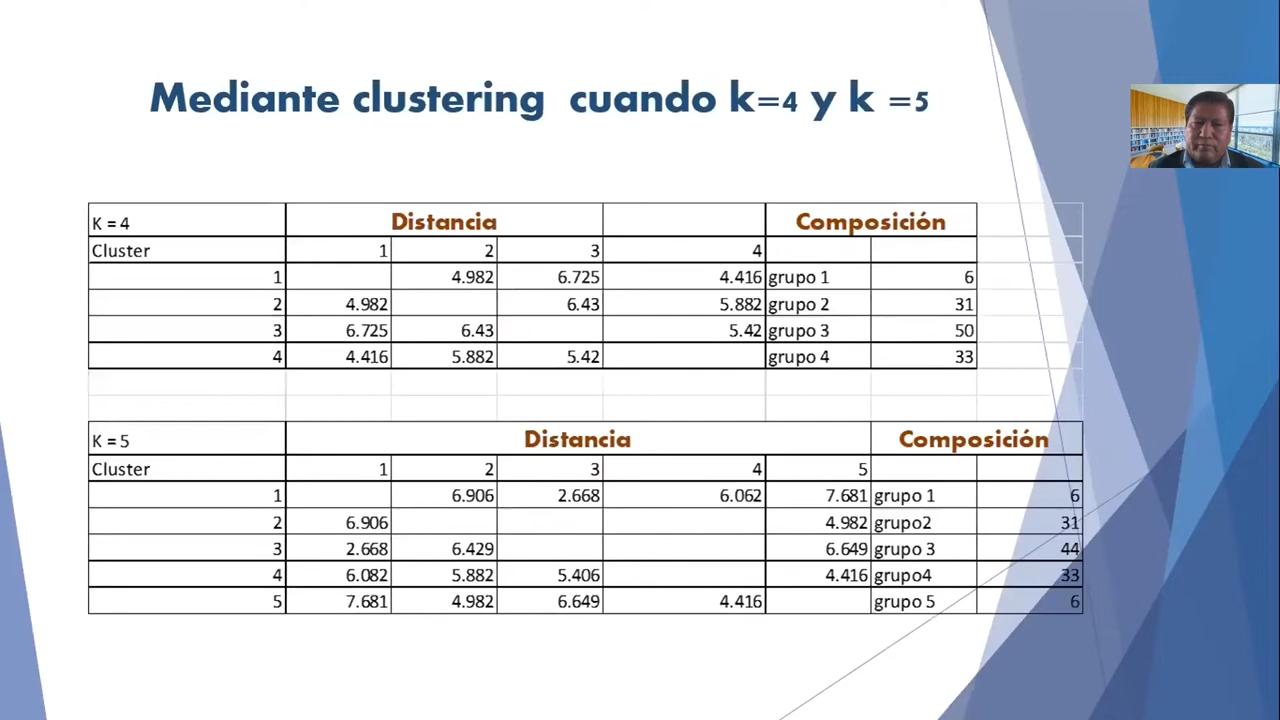 Mediante clustering cuando k=4 y k =5
K = 4 Distancia Composición
Cluster 1 2 3 4
1 4.982 6.725 4.416 grupo 1 6
2 4.982 6.43 5.882 grupo 2 31
3 6.725 6.43 5.42 grupo 3 50
4 4.416 5.882 5.42 grupo 4 33
K = 5 Distancia Composición
Cluster 1 2 3 4 5
1 6.906 2.668 6.062 7.681 grupo 1 6
2 6.906 4.982 grupo2 31
3 2.668 6.429 6.649 grupo 3 44
4 6.082 5.882 5.406 4.416 grupo4 33
5 7.681 4.982 6.649 4.416 grupo 5 6